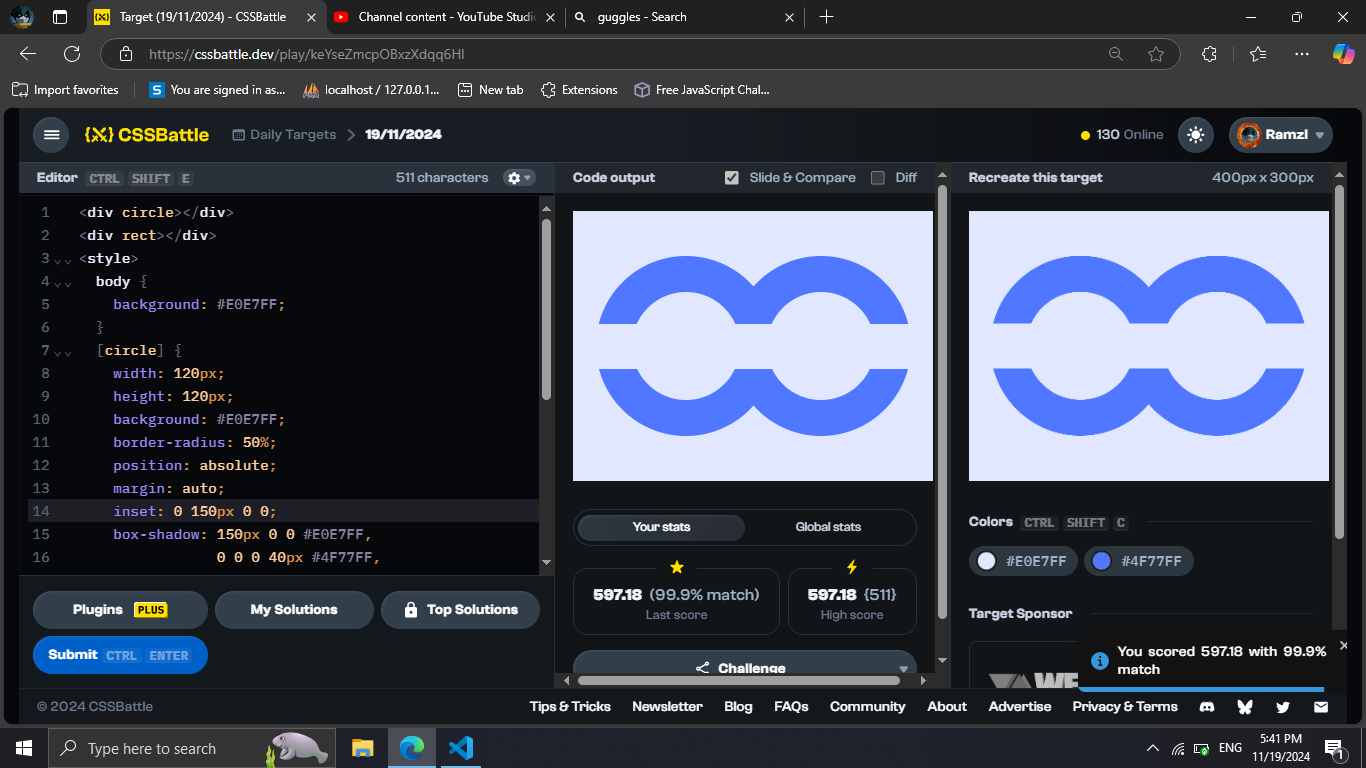 Target (19/11/2024) - CSSBattle
Channel content - YouTube Studi
guggles - Search
https://cssbattle.dev/play/keYseZmcpOBxzXdqq6Hl
Import favorites
You are signed in as...
localhost / 127.0.0.1...
New tab
Extensions
Free JavaScript Chal...
{X} CSSBattle
Daily Targets > 19/11/2024
130 Online
Ramzl
Editor CTRL SHIFT E
511 characters
Code output
Slide & Compare
Diff
Recreate this target
400px x 300px
1 <div circle></div>
2 <div rect></div>
3 <style>
4 body {
5 background: #E0E7FF;
6 }
7 [circle] {
8 width: 120px;
9 height: 120px;
10 background: #E0E7FF;
11 border-radius: 50%;
12 position: absolute;
13 margin: auto;
14 inset: 0 150px 0 0;
15 box-shadow: 150px 0 0 #E0E7FF,
16 0 0 0 40px #4F77FF,
Plugins PLUS
My Solutions
Top Solutions
Submit CTRL ENTER
Your stats
Global stats
597.18 (99.9% match)
Last score
597.18 {511}
High score
Challenge
Colors CTRL SHIFT C
#E0E7FF
#4F77FF
Target Sponsor
You scored 597.18 with 99.9%
match
© 2024 CSSBattle
Tips & Tricks
Newsletter
Blog
FAQs
Community
About
Advertise
Privacy & Terms
Type here to search
ENG
5:41 PM
11/19/2024
1